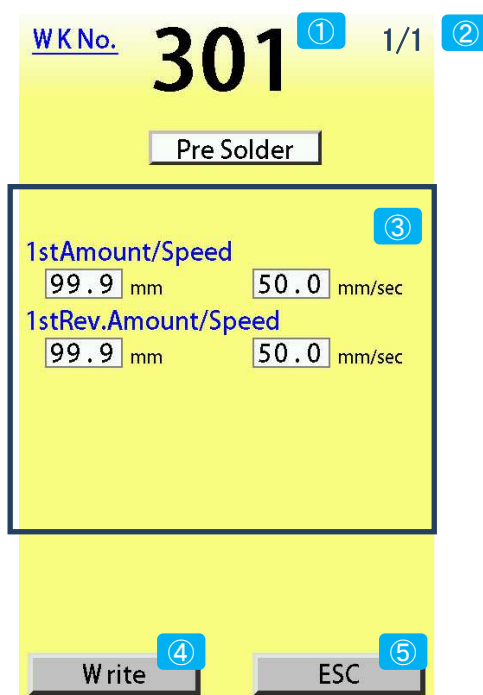 WK No. 301 ① 1/1 ②
Pre Solder
③
1stAmount/Speed
99.9 mm 50.0 mm/sec
1stRev.Amount/Speed
99.9 mm 50.0 mm/sec
④ ⑤
Write ESC